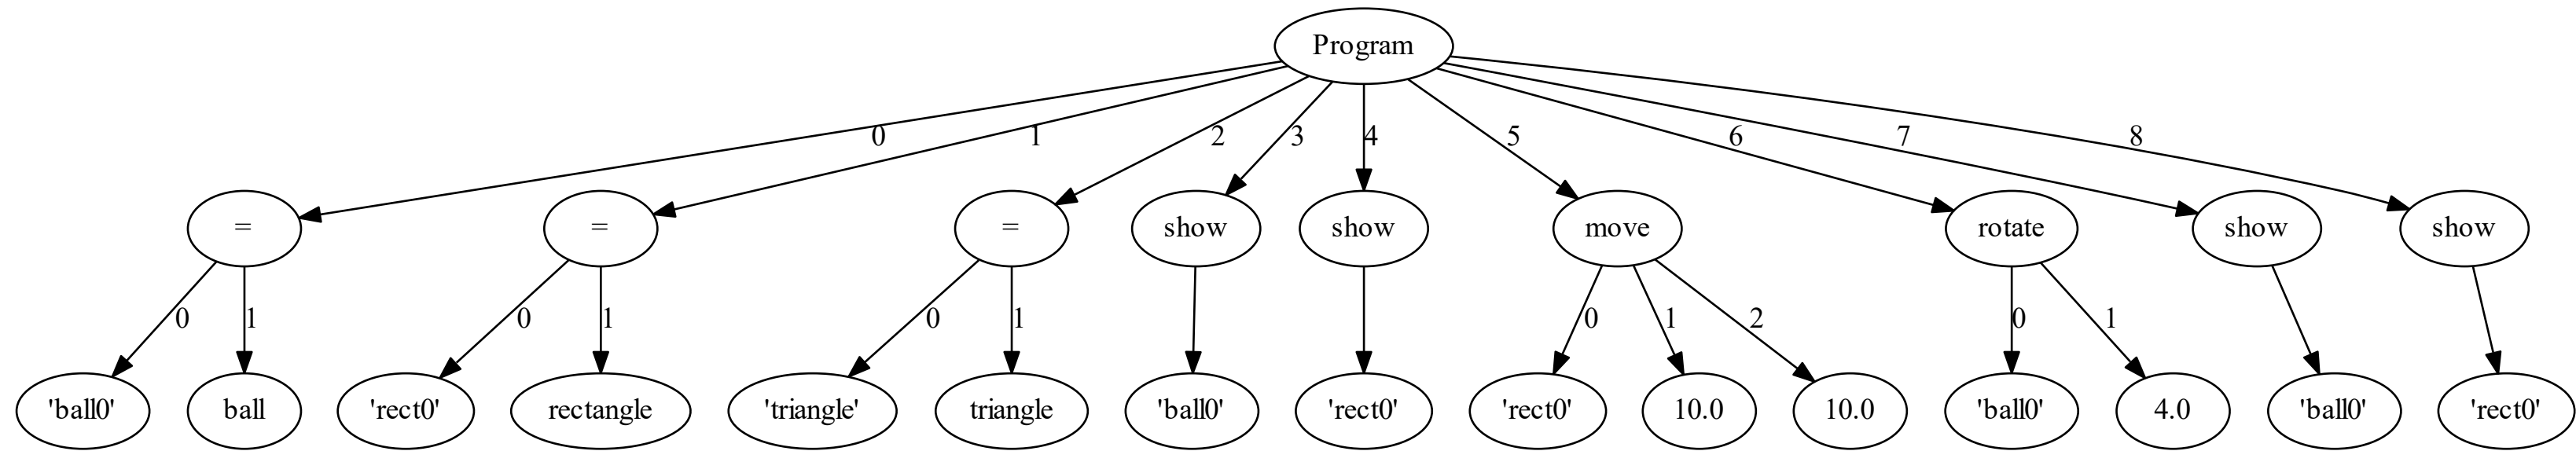 Program
0 1 2 3 4 5 6 7 8
= = = show show move rotate show show
0 1 0 1 0 1 0 1 2 0 1
'ball0' ball 'rect0' rectangle 'triangle' triangle 'ball0' 'rect0' 'rect0' 10.0 10.0 'ball0' 4.0 'ball0' 'rect0'